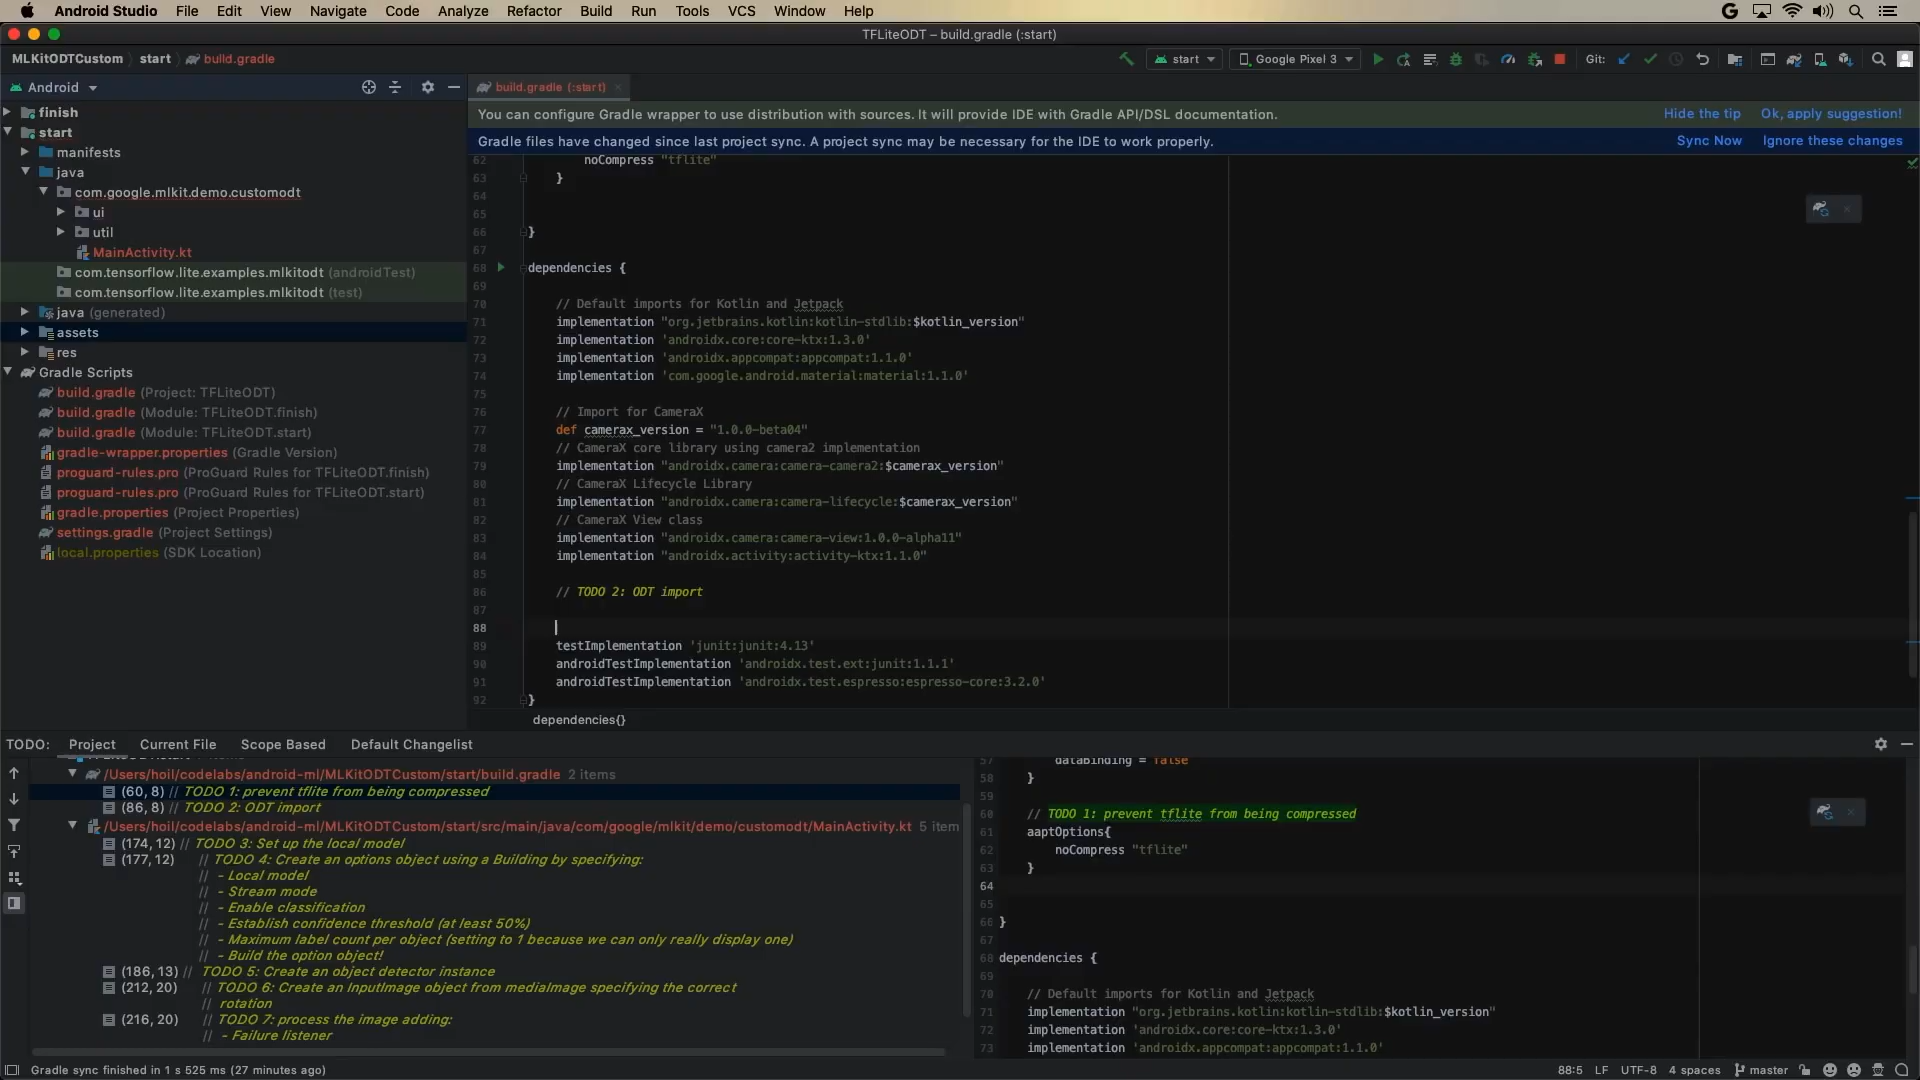 Android Studio File Edit View Navigate Code Analyze Refactor Build Run Tools VCS Window Help
TFLiteODT – build.gradle (:start)
MLKitODTCustom start build.gradle
start Google Pixel 3 Git:
Android
build.gradle (:start)
You can configure Gradle wrapper to use distribution with sources. It will provide IDE with Gradle API/DSL documentation. Hide the tip Ok, apply suggestion!
Gradle files have changed since last project sync. A project sync may be necessary for the IDE to work properly. Sync Now Ignore these changes
finish
start
manifests
java
com.google.mlkit.demo.customodt
ui
util
MainActivity.kt
com.tensorflow.lite.examples.mlkitodt (androidTest)
com.tensorflow.lite.examples.mlkitodt (test)
java (generated)
assets
res
Gradle Scripts
build.gradle (Project: TFLiteODT)
build.gradle (Module: TFLiteODT.finish)
build.gradle (Module: TFLiteODT.start)
gradle-wrapper.properties (Gradle Version)
proguard-rules.pro (ProGuard Rules for TFLiteODT.finish)
proguard-rules.pro (ProGuard Rules for TFLiteODT.start)
gradle.properties (Project Properties)
settings.gradle (Project Settings)
local.properties (SDK Location)
62 noCompress "tflite"
63 }
64
65
66 }
67
68 dependencies {
69
70 // Default imports for Kotlin and Jetpack
71 implementation "org.jetbrains.kotlin:kotlin-stdlib:$kotlin_version"
72 implementation 'androidx.core:core-ktx:1.3.0'
73 implementation 'androidx.appcompat:appcompat:1.1.0'
74 implementation 'com.google.android.material:material:1.1.0'
75
76 // Import for CameraX
77 def camerax_version = "1.0.0-beta04"
78 // CameraX core library using camera2 implementation
79 implementation "androidx.camera:camera-camera2:$camerax_version"
80 // CameraX Lifecycle Library
81 implementation "androidx.camera:camera-lifecycle:$camerax_version"
82 // CameraX View class
83 implementation "androidx.camera:camera-view:1.0.0-alpha11"
84 implementation "androidx.activity:activity-ktx:1.1.0"
85
86 // TODO 2: ODT import
87
88
89 testImplementation 'junit:junit:4.13'
90 androidTestImplementation 'androidx.test.ext:junit:1.1.1'
91 androidTestImplementation 'androidx.test.espresso:espresso-core:3.2.0'
92 }
dependencies{}
TODO: Project Current File Scope Based Default Changelist
/Users/hoil/codelabs/android-ml/MLKitODTCustom/start/build.gradle 2 items
(60, 8) // TODO 1: prevent tflite from being compressed
(86, 8) // TODO 2: ODT import
/Users/hoil/codelabs/android-ml/MLKitODTCustom/start/src/main/java/com/google/mlkit/demo/customodt/MainActivity.kt 5 item
(174, 12) // TODO 3: Set up the local model
(177, 12) // TODO 4: Create an options object using a Building by specifying:
// - Local model
// - Stream mode
// - Enable classification
// - Establish confidence threshold (at least 50%)
// - Maximum label count per object (setting to 1 because we can only really display one)
// - Build the option object!
(186, 13) // TODO 5: Create an object detector instance
(212, 20) // TODO 6: Create an InputImage object from mediaImage specifying the correct
// rotation
(216, 20) // TODO 7: process the image adding:
// - Failure listener
57 dataBinding = false
58 }
59
60 // TODO 1: prevent tflite from being compressed
61 aaptOptions{
62 noCompress "tflite"
63 }
64
65
66 }
67
68 dependencies {
69
70 // Default imports for Kotlin and Jetpack
71 implementation "org.jetbrains.kotlin:kotlin-stdlib:$kotlin_version"
72 implementation 'androidx.core:core-ktx:1.3.0'
73 implementation 'androidx.appcompat:appcompat:1.1.0'
Gradle sync finished in 1 s 525 ms (27 minutes ago) 88:5 LF UTF-8 4 spaces master